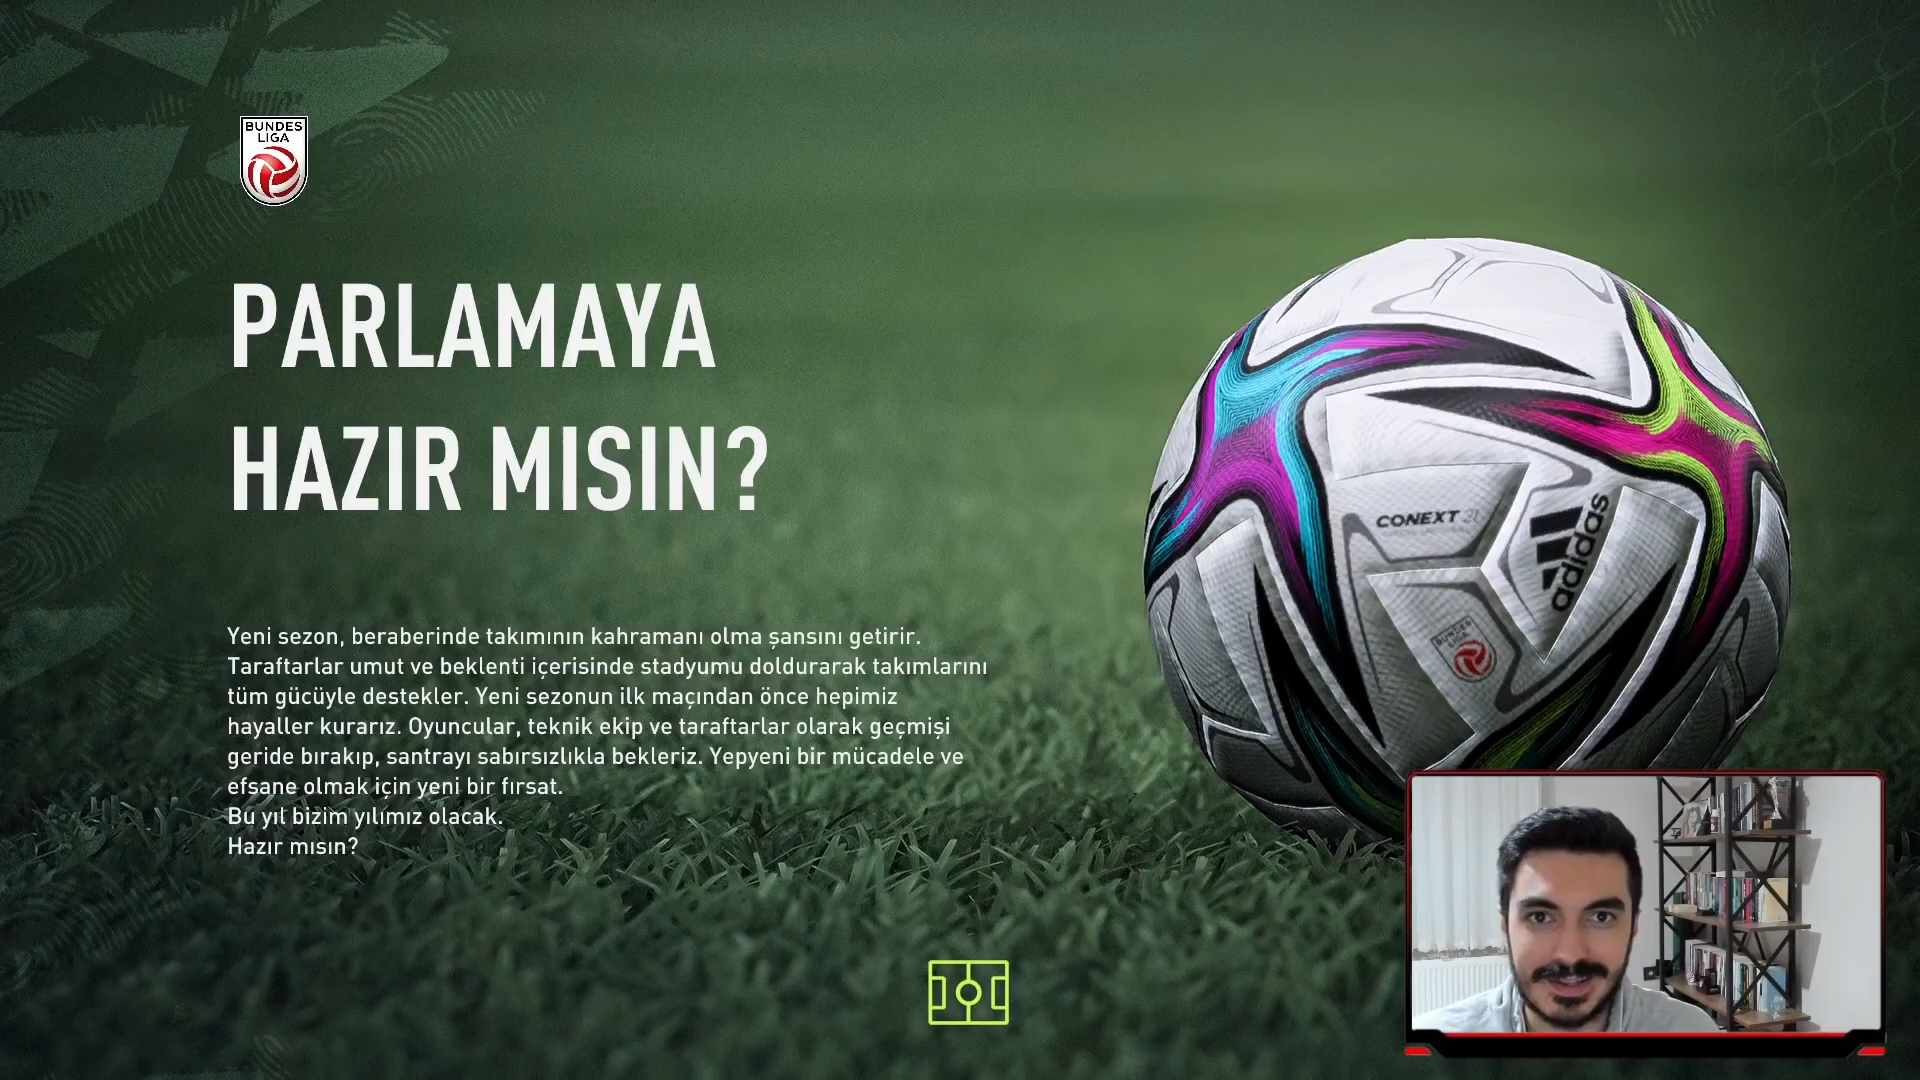 BUNDES
LIGA
PARLAMAYA
HAZIR MISIN?
Yeni sezon, beraberinde takımının kahramanı olma şansını getirir.
Taraftarlar umut ve beklenti içerisinde stadyumu doldurarak takımlarını
tüm gücüyle destekler. Yeni sezonun ilk maçından önce hepimiz
hayaller kurarız. Oyuncular, teknik ekip ve taraftarlar olarak geçmişi
geride bırakıp, santrayı sabırsızlıkla bekleriz. Yepyeni bir mücadele ve
efsane olmak için yeni bir fırsat.
Bu yıl bizim yılımız olacak.
Hazır mısın?
CONEXT 21
adidas
BUNDES
LIGA